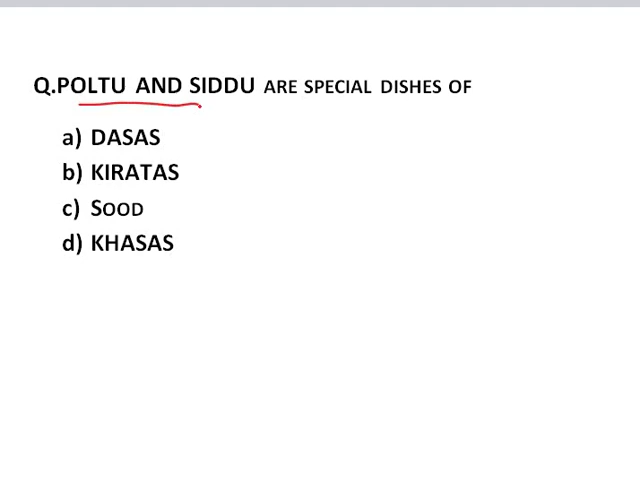 Q.POLTU AND SIDDU ARE SPECIAL DISHES OF
a) DASAS
b) KIRATAS
c) SOOD
d) KHASAS